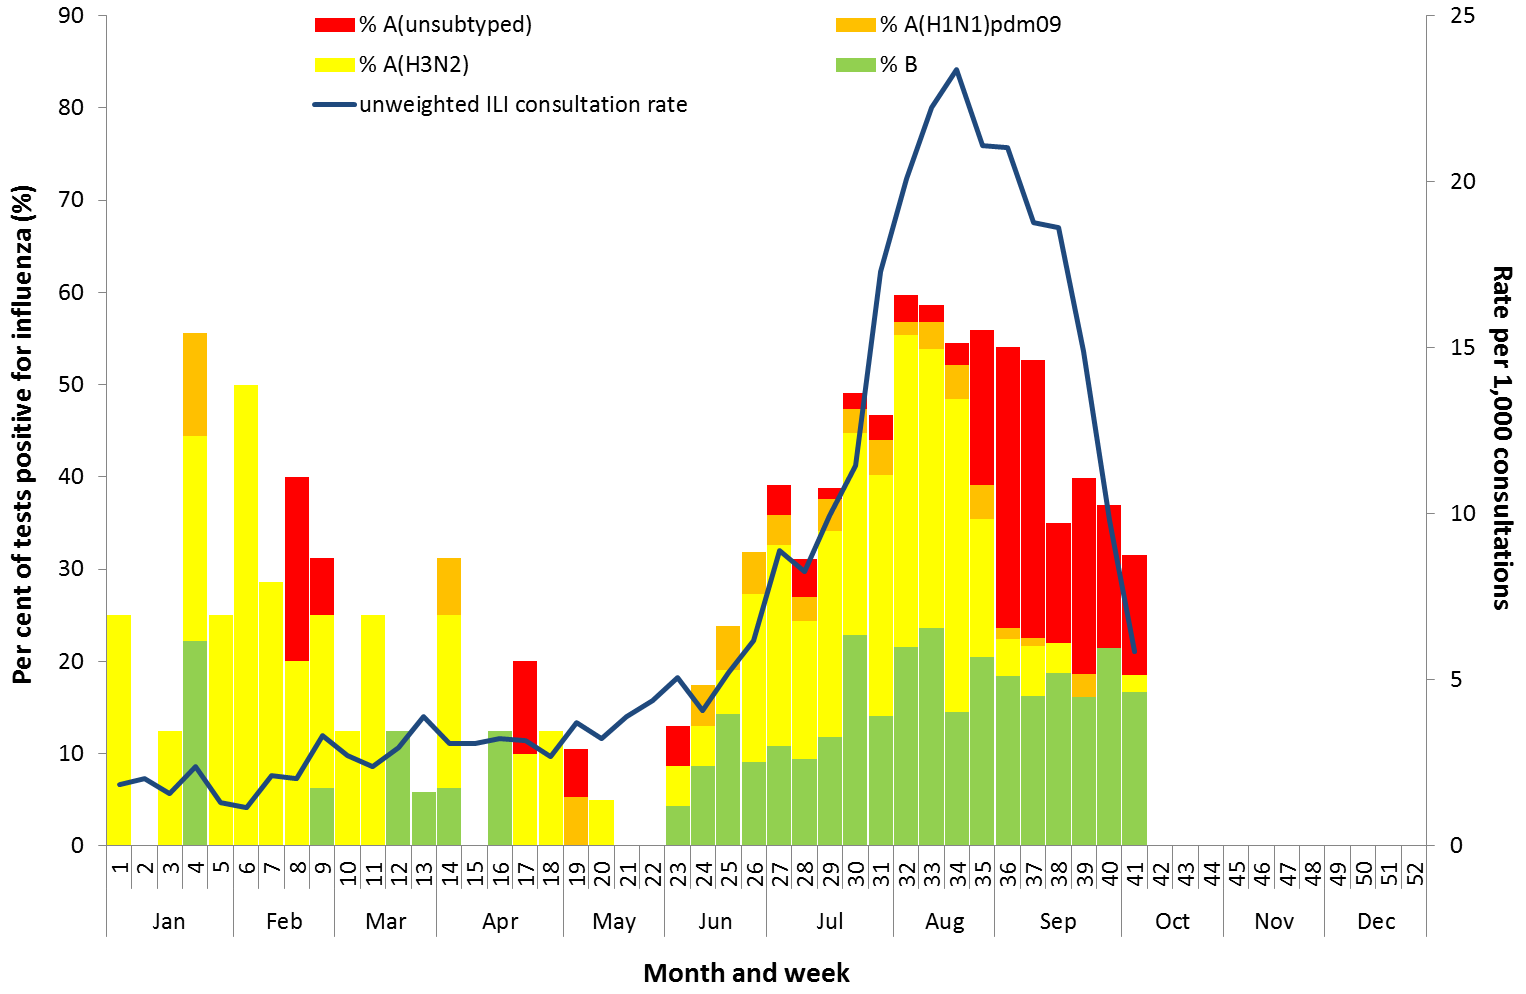 % A(unsubtyped)
% A(H1N1)pdm09
% A(H3N2)
% B
unweighted ILI consultation rate
Per cent of tests positive for influenza (%)
90
80
70
60
50
40
30
20
10
0
25
20
15
10
5
0
Rate per 1,000 consultations
1 2 3 4 5 6 7 8 9 10 11 12 13 14 15 16 17 18 19 20 21 22 23 24 25 26 27 28 29 30 31 32 33 34 35 36 37 38 39 40 41 42 43 44 45 46 47 48 49 50 51 52
Jan Feb Mar Apr May Jun Jul Aug Sep Oct Nov Dec
Month and week